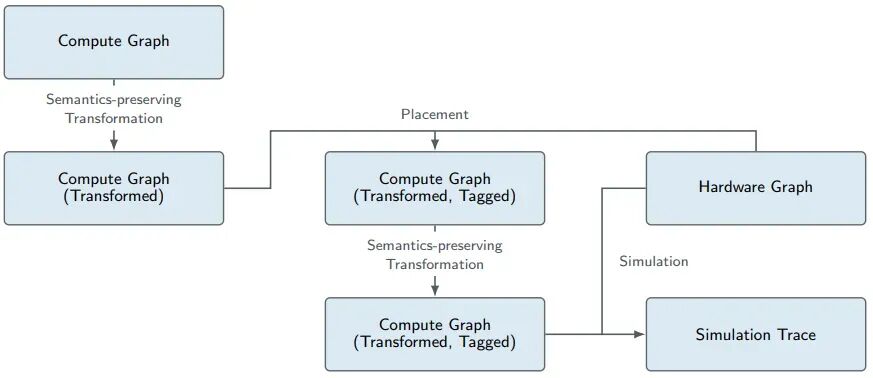 Compute Graph
Semantics-preserving
Transformation
Placement
Compute Graph
(Transformed)
Compute Graph
(Transformed, Tagged)
Hardware Graph
Semantics-preserving
Transformation
Simulation
Compute Graph
(Transformed, Tagged)
Simulation Trace